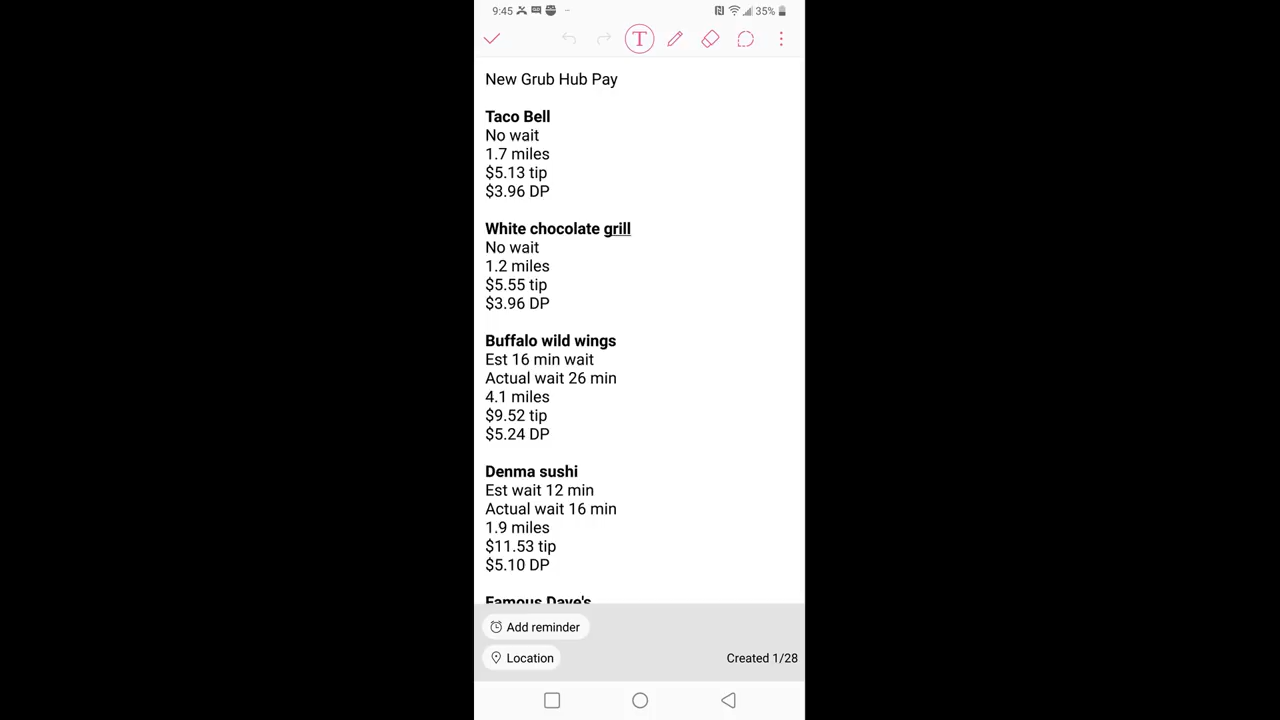 9:45
35%
T
New Grub Hub Pay
Taco Bell
No wait
1.7 miles
$5.13 tip
$3.96 DP
White chocolate grill
No wait
1.2 miles
$5.55 tip
$3.96 DP
Buffalo wild wings
Est 16 min wait
Actual wait 26 min
4.1 miles
$9.52 tip
$5.24 DP
Denma sushi
Est wait 12 min
Actual wait 16 min
1.9 miles
$11.53 tip
$5.10 DP
Famous Dave's
Add reminder
Location
Created 1/28